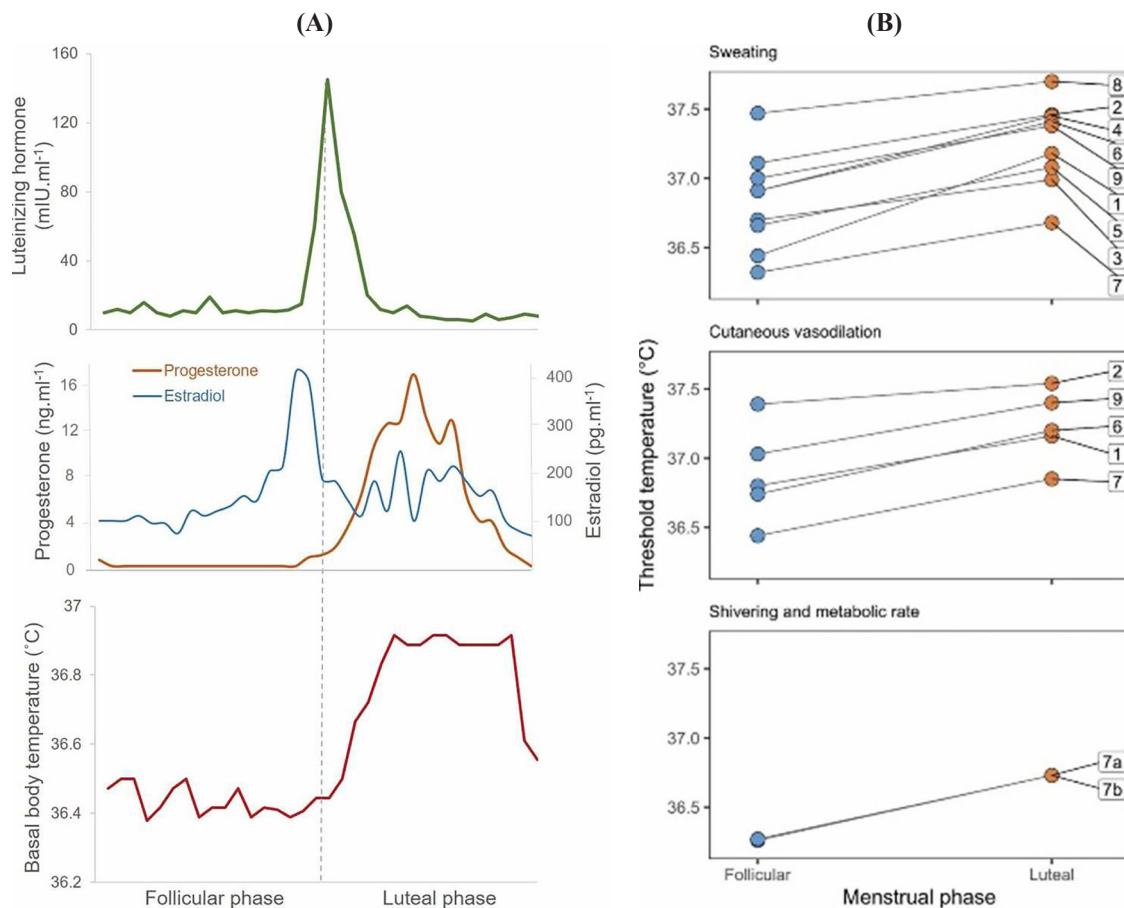 (A)
160
120
80
40
0
Luteinizing hormone
(mIU.ml-1)
Progesterone
Estradiol
16
12
8
4
0
Progesterone (ng.ml-1)
400
300
200
100
Estradiol (pg.ml-1)
37
36.8
36.6
36.4
36.2
Basal body temperature (°C)
Follicular phase
Luteal phase
(B)
Sweating
37.5
37.0
36.5
8
2
4
6
9
1
5
3
7
Cutaneous vasodilation
37.5
37.0
36.5
2
9
6
1
7
Threshold temperature (°C)
Shivering and metabolic rate
37.5
37.0
36.5
7a
7b
Follicular
Luteal
Menstrual phase